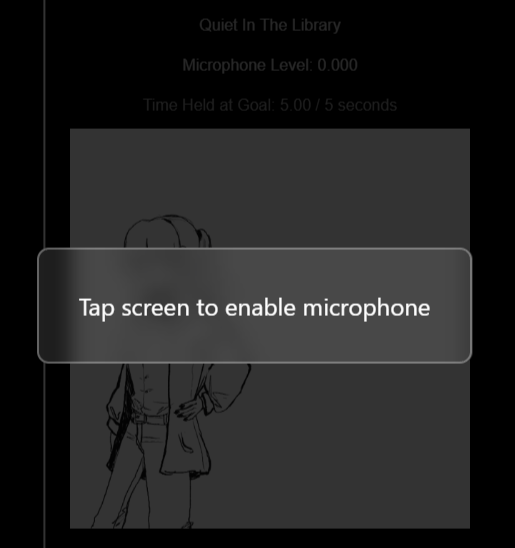 Quiet In The Library
Microphone Level: 0.000
Time Held at Goal: 5.00 / 5 seconds
Tap screen to enable microphone